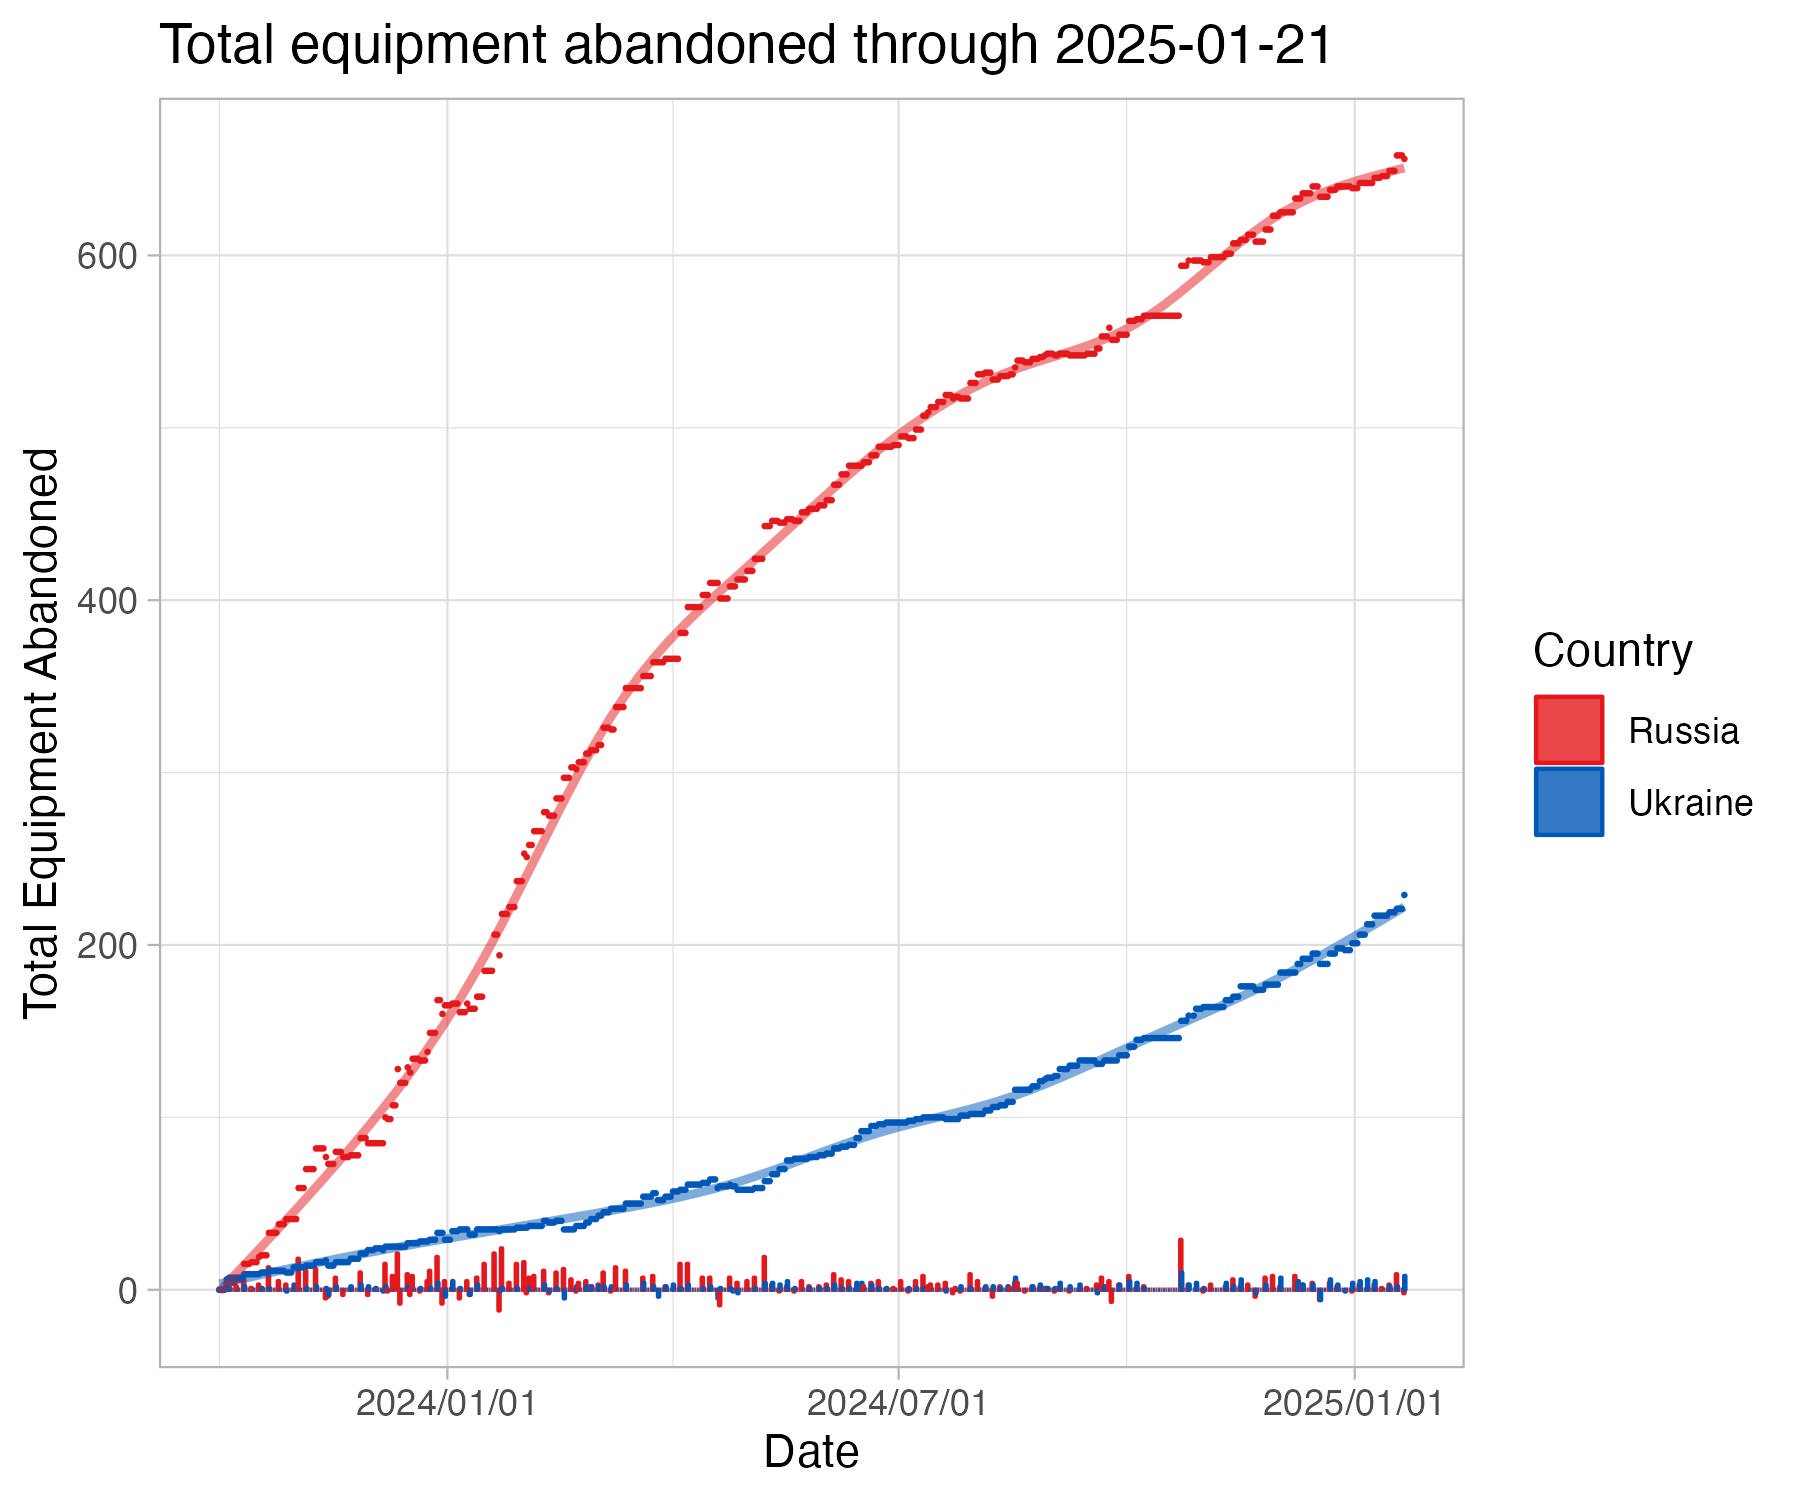 Total equipment abandoned through 2025-01-21
Total Equipment Abandoned
600
400
200
0
2024/01/01
2024/07/01
2025/01/01
Date
Country
Russia
Ukraine